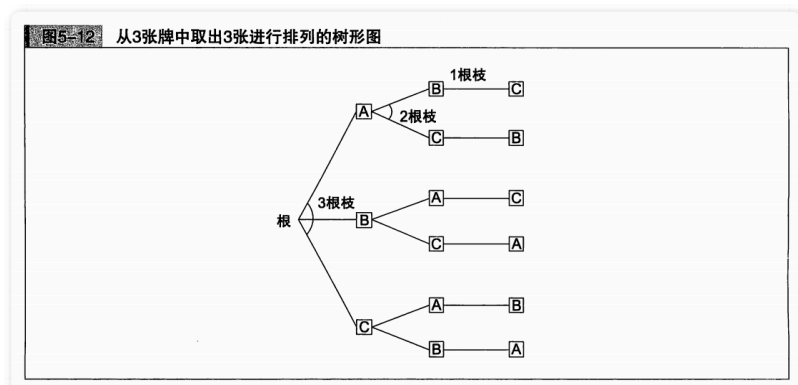 图5-12 从3张牌中取出3张进行排列的树形图
1根枝
B C
A
2根枝
C B
3根枝
A C
根 B
C A
A B
C
B A